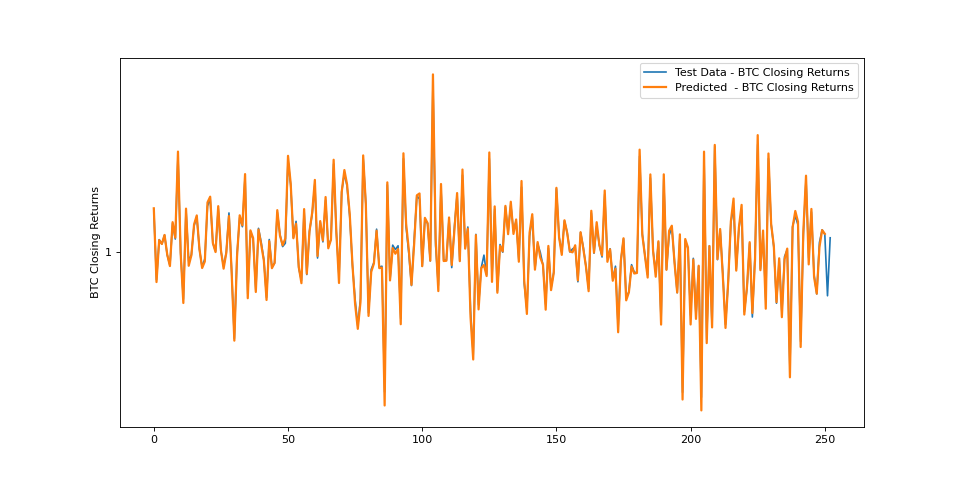 Test Data - BTC Closing Returns
Predicted  - BTC Closing Returns
BTC Closing Returns
1
0 50 100 150 200 250